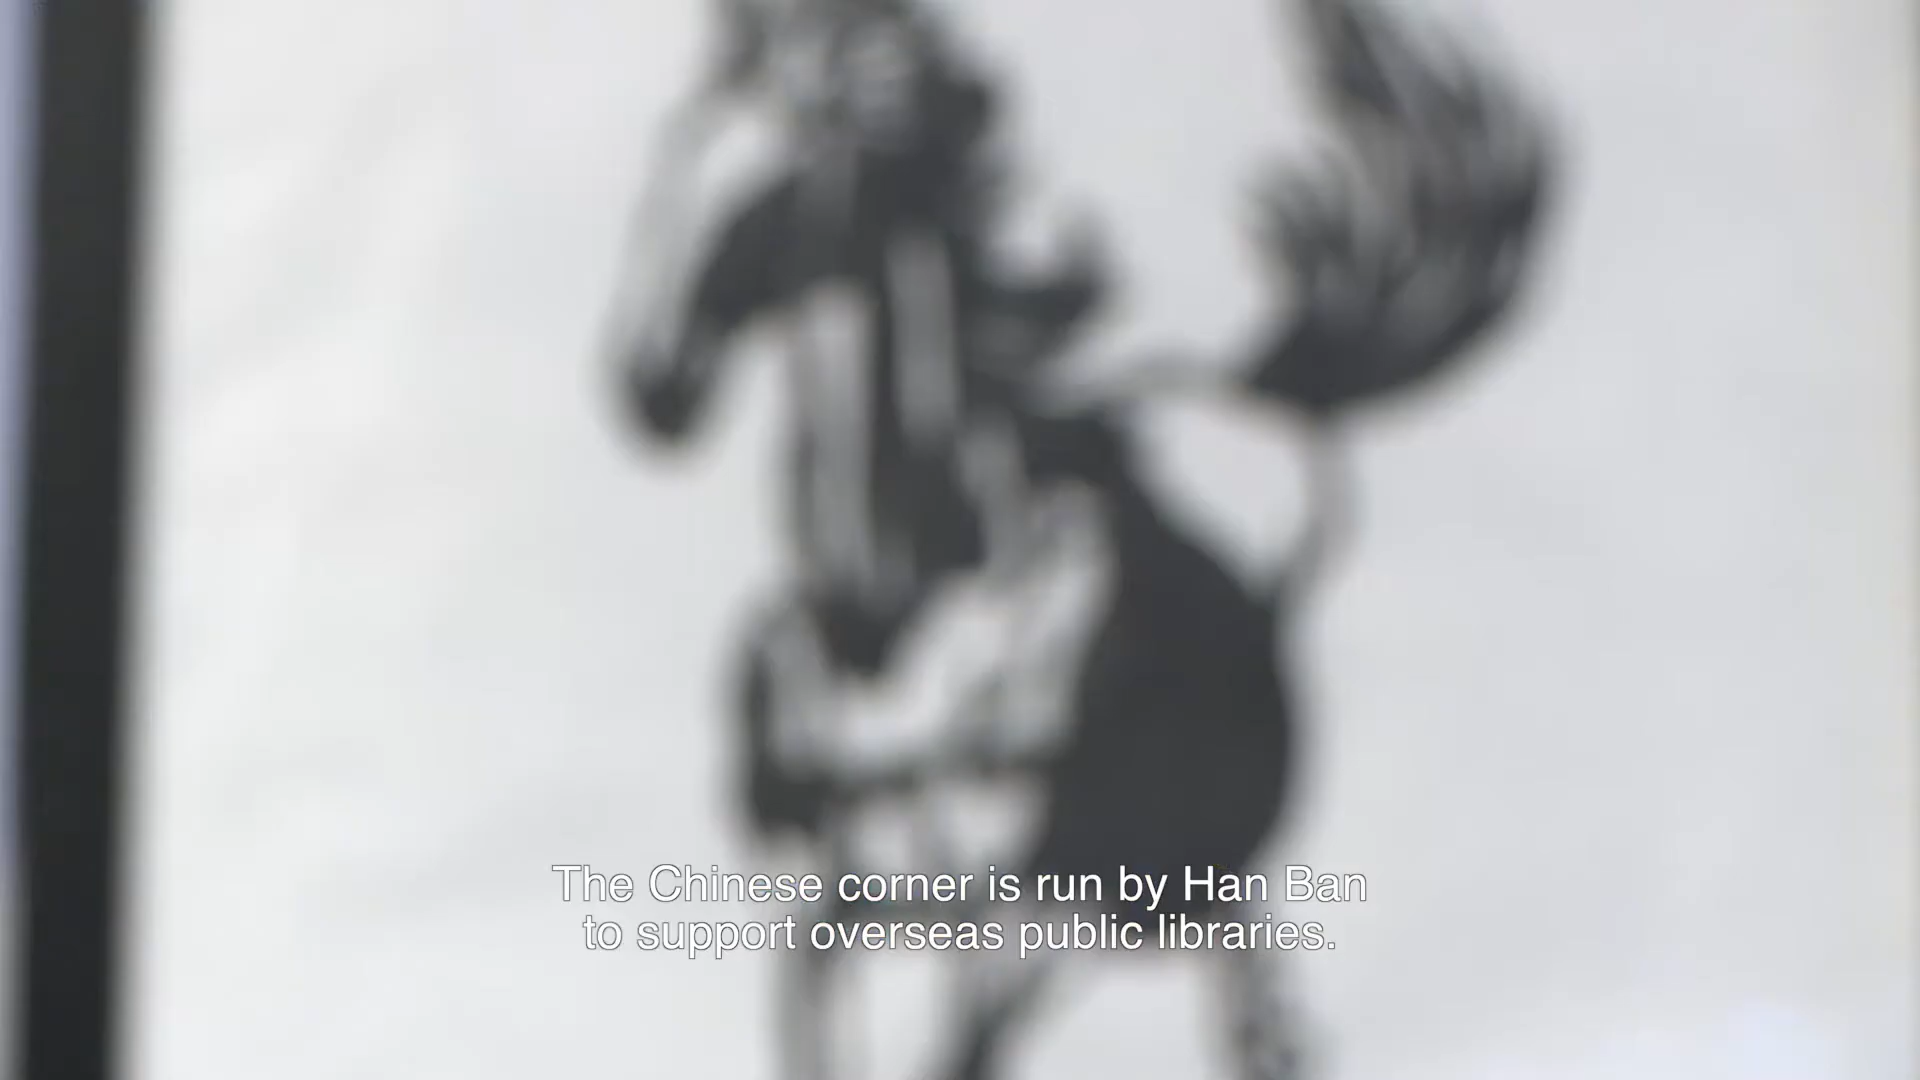 The Chinese corner is run by Han Ban
to support overseas public libraries.